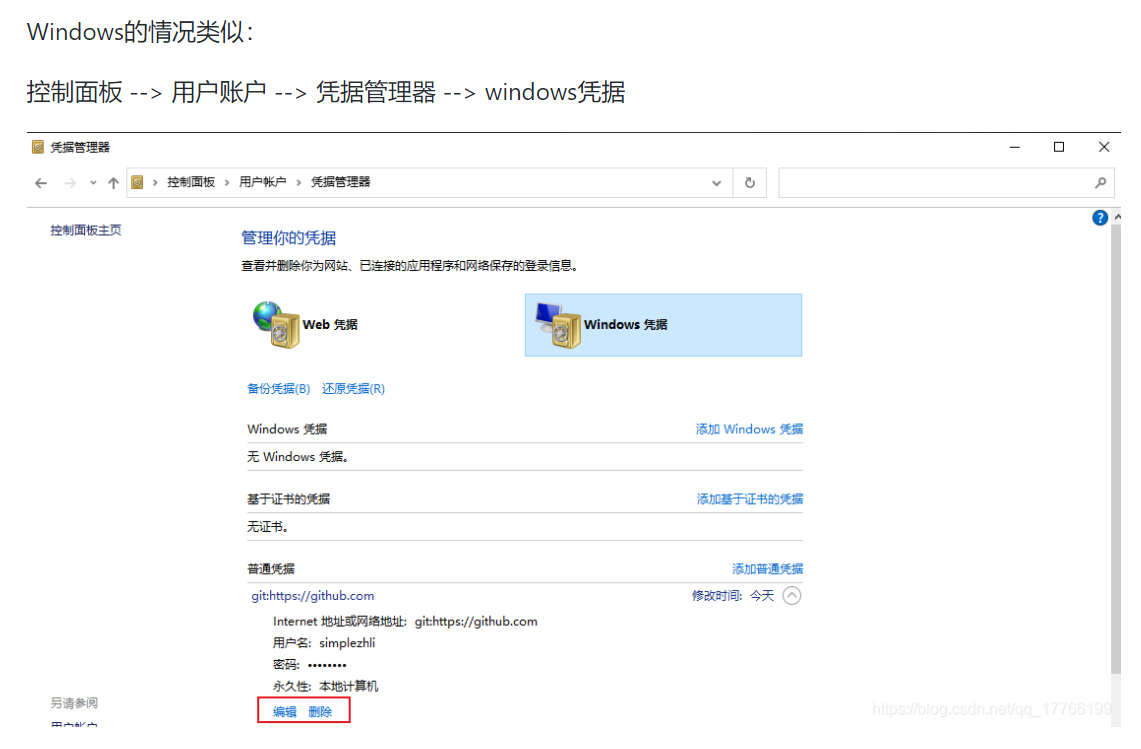 Windows的情况类似：
控制面板 --> 用户账户 --> 凭据管理器 --> windows凭据
凭据管理器
控制面板 › 用户帐户 › 凭据管理器
控制面板主页
管理你的凭据
查看并删除你为网站、已连接的应用程序和网络保存的登录信息。
Web 凭据
Windows 凭据
备份凭据(B) 还原凭据(R)
Windows 凭据 添加 Windows 凭据
无 Windows 凭据。
基于证书的凭据 添加基于证书的凭据
无证书。
普通凭据 添加普通凭据
git:https://github.com 修改时间: 今天
Internet 地址或网络地址: git:https://github.com
用户名: simplezhli
密码: ••••••••
永久性: 本地计算机
编辑 删除
另请参阅
用户帐户
https://blog.csdn.net/qq_17766199